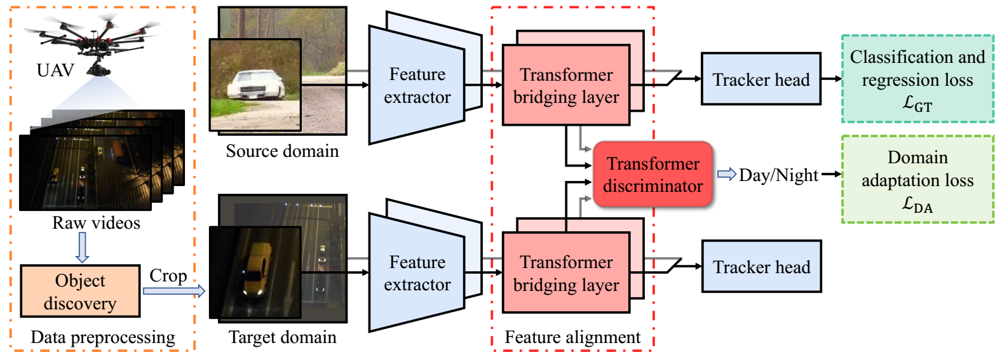 UAV
Raw videos
Object
discovery
Crop
Data preprocessing
Source domain
Target domain
Feature
extractor
Feature
extractor
Transformer
bridging layer
Transformer
discriminator
Transformer
bridging layer
Feature alignment
Tracker head
Day/Night
Tracker head
Classification and
regression loss
ℒGT
Domain
adaptation loss
ℒDA